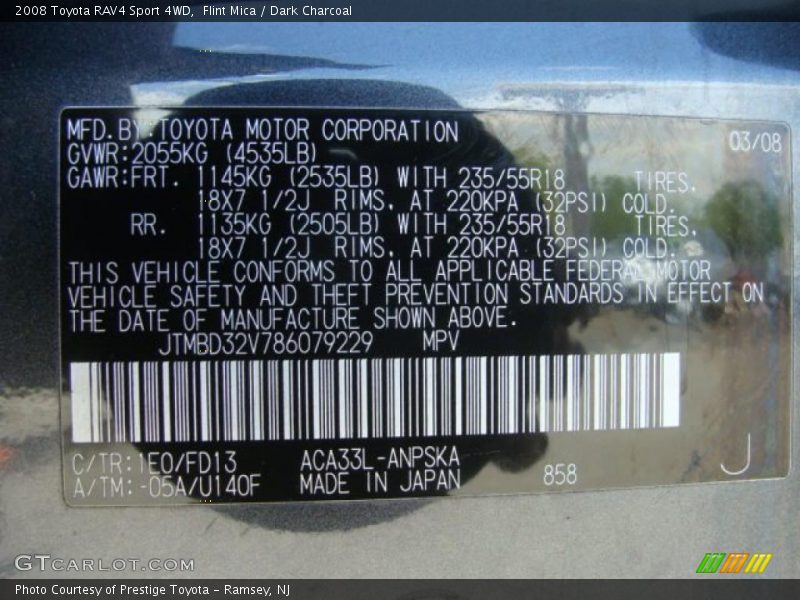 2008 Toyota RAV4 Sport 4WD, Flint Mica / Dark Charcoal
MFD.BY TOYOTA MOTOR CORPORATION 03/08
GVWR:2055KG (4535LB)
GAWR:FRT. 1145KG (2535LB) WITH 235/55R18 TIRES,
18X7 1/2J RIMS, AT 220KPA (32PSI) COLD.
RR. 1135KG (2505LB) WITH 235/55R18 TIRES,
18X7 1/2J RIMS, AT 220KPA (32PSI) COLD.
THIS VEHICLE CONFORMS TO ALL APPLICABLE FEDERAL MOTOR
VEHICLE SAFETY AND THEFT PREVENTION STANDARDS IN EFFECT ON
THE DATE OF MANUFACTURE SHOWN ABOVE.
JTMBD32V786079229 MPV
C/TR:1E0/FD13 ACA33L-ANPSKA
A/TM:-05A/U140F MADE IN JAPAN 858 J
GTCARLOT.COM
Photo Courtesy of Prestige Toyota - Ramsey, NJ